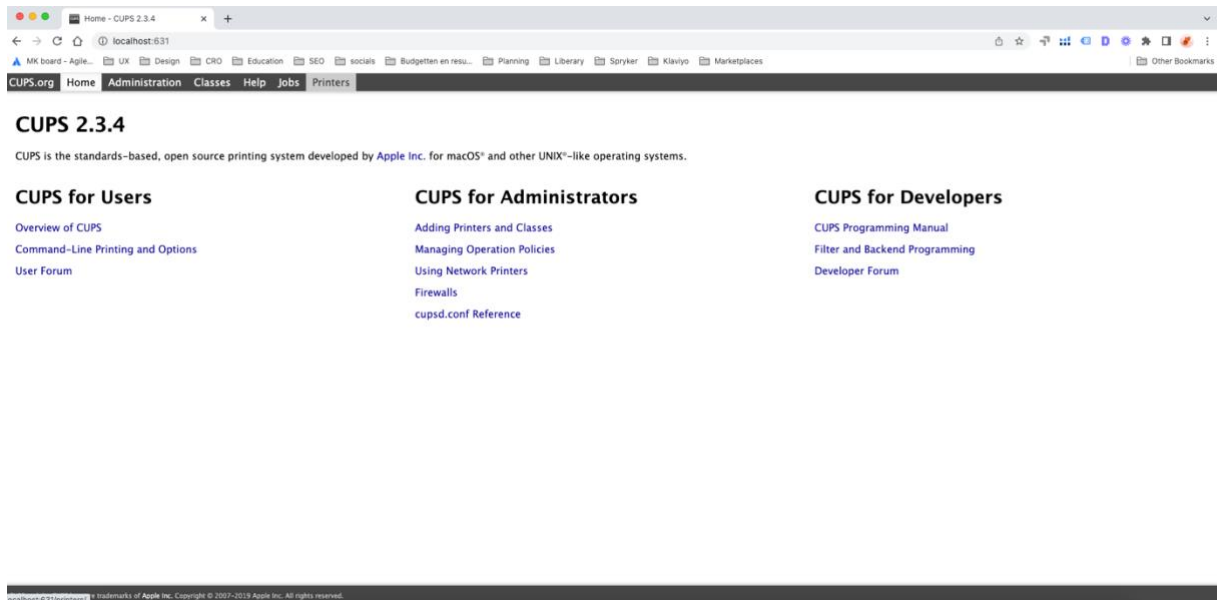 Home - CUPS 2.3.4
localhost:631
MK board - Agile... UX Design CRO Education SEO socials Budgetten en resu... Planning Liberary Spryker Klaviyo Marketplaces Other Bookmarks
CUPS.org Home Administration Classes Help Jobs Printers
CUPS 2.3.4
CUPS is the standards-based, open source printing system developed by Apple Inc. for macOS® and other UNIX®-like operating systems.
CUPS for Users
Overview of CUPS
Command-Line Printing and Options
User Forum
CUPS for Administrators
Adding Printers and Classes
Managing Operation Policies
Using Network Printers
Firewalls
cupsd.conf Reference
CUPS for Developers
CUPS Programming Manual
Filter and Backend Programming
Developer Forum
trademarks of Apple Inc. Copyright © 2007-2019 Apple Inc. All rights reserved.